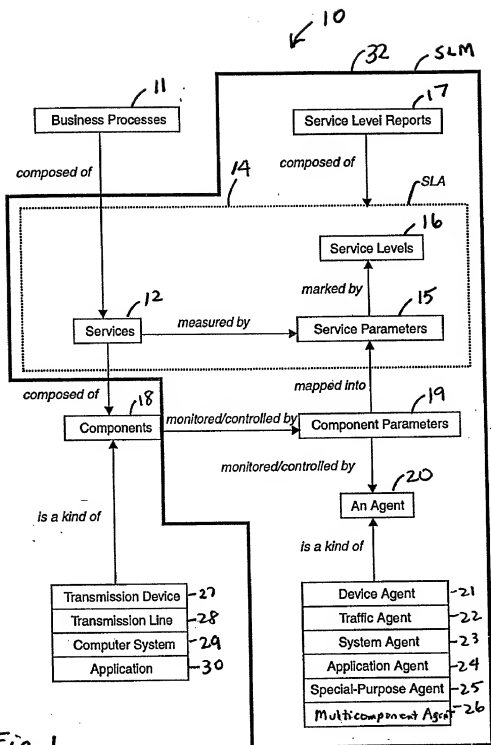 10
32 SLM
11 17
Business Processes Service Level Reports
composed of composed of
14 SLA
16
Service Levels
marked by
12 15
Services measured by Service Parameters
composed of mapped into
18 19
Components monitored/controlled by Component Parameters
monitored/controlled by
20
An Agent
is a kind of is a kind of
Transmission Device 27 Device Agent 21
Transmission Line 28 Traffic Agent 22
Computer System 29 System Agent 23
Application 30 Application Agent 24
Special-Purpose Agent 25
Multicomponent Agent 26
Fig. 1